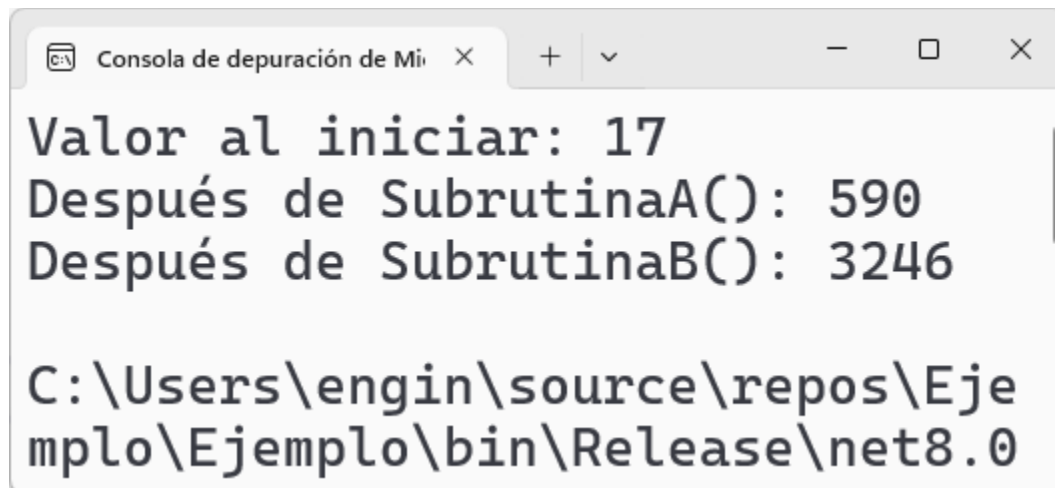 Consola de depuración de Mi
Valor al iniciar: 17
Después de SubrutinaA(): 590
Después de SubrutinaB(): 3246
C:\Users\engin\source\repos\Eje
mplo\Ejemplo\bin\Release\net8.0